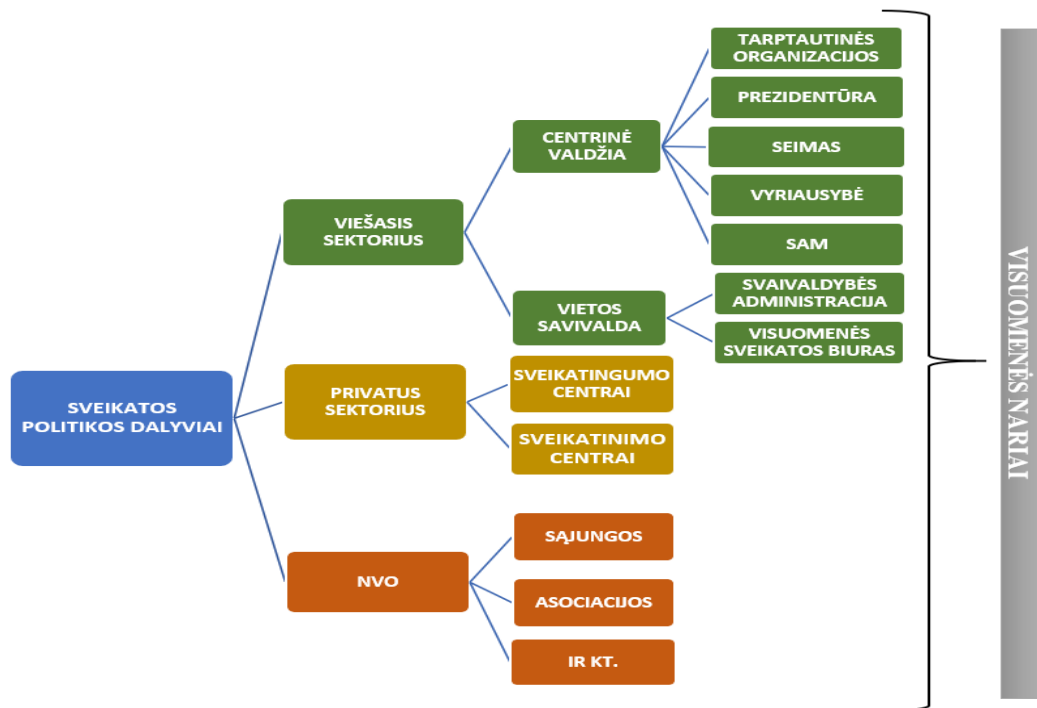 SVEIKATOS
POLITIKOS DALYVIAI
VIEŠASIS
SEKTORIUS
CENTRINĖ
VALDŽIA
TARPTAUTINĖS
ORGANIZACIJOS
PREZIDENTŪRA
SEIMAS
VYRIAUSYBĖ
SAM
VIETOS
SAVIVALDA
SVAIVALDYBĖS
ADMINISTRACIJA
VISUOMENĖS
SVEIKATOS BIURAS
PRIVATUS
SEKTORIUS
SVEIKATINGUMO
CENTRAI
SVEIKATINIMO
CENTRAI
NVO
SĄJUNGOS
ASOCIACIJOS
IR KT.
VISUOMENĖS NARIAI